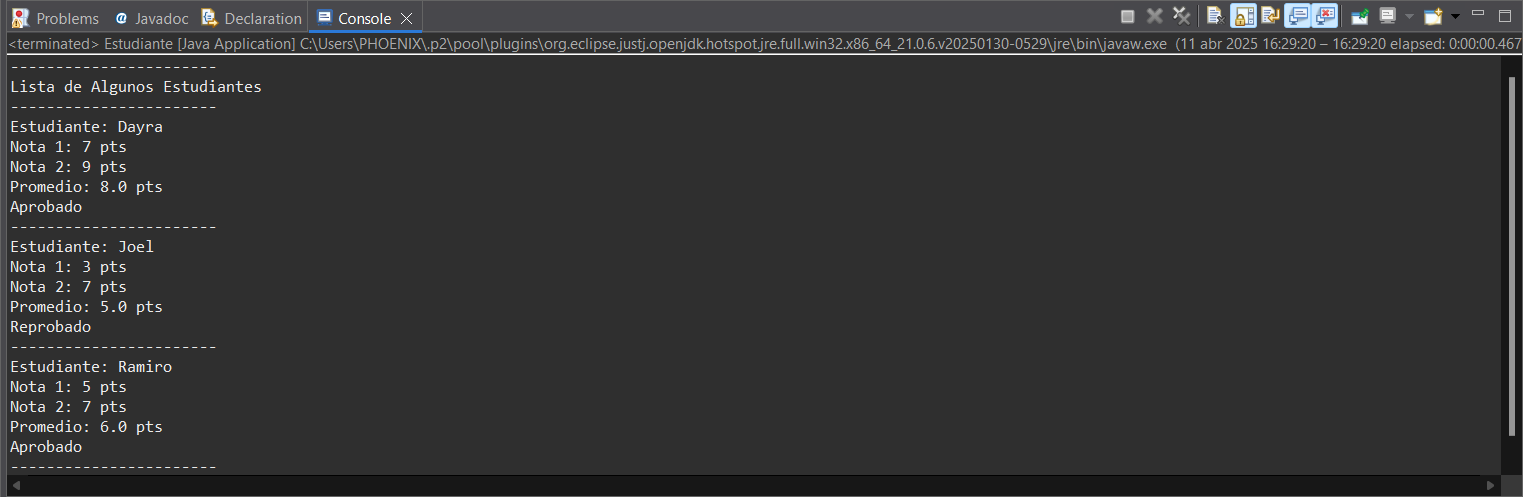 Problems @ Javadoc Declaration Console
<terminated> Estudiante [Java Application] C:\Users\PHOENIX\.p2\pool\plugins\org.eclipse.justj.openjdk.hotspot.jre.full.win32.x86_64_21.0.6.v20250130-0529\jre\bin\javaw.exe (11 abr 2025 16:29:20 – 16:29:20 elapsed: 0:00:00.467
-----------------------
Lista de Algunos Estudiantes
-----------------------
Estudiante: Dayra
Nota 1: 7 pts
Nota 2: 9 pts
Promedio: 8.0 pts
Aprobado
-----------------------
Estudiante: Joel
Nota 1: 3 pts
Nota 2: 7 pts
Promedio: 5.0 pts
Reprobado
-----------------------
Estudiante: Ramiro
Nota 1: 5 pts
Nota 2: 7 pts
Promedio: 6.0 pts
Aprobado
-----------------------